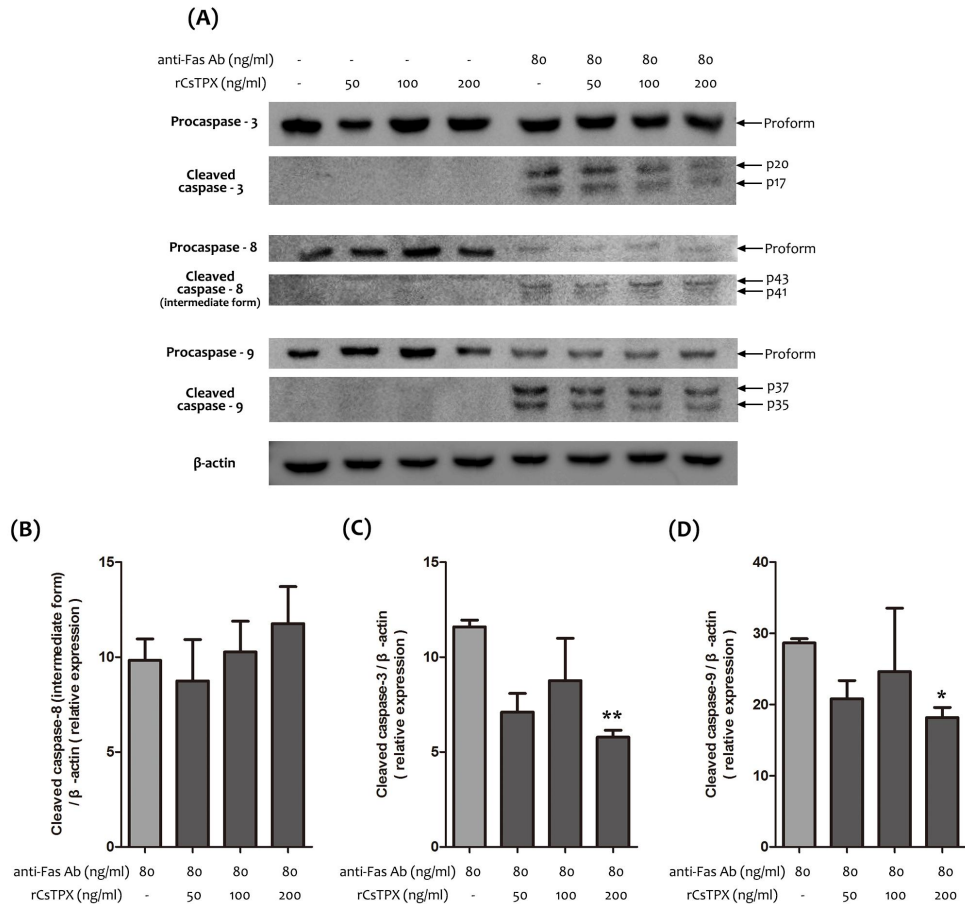 (A)
anti-Fas Ab (ng/ml) - - - - 80 80 80 80
rCsTPX (ng/ml) - 50 100 200 - 50 100 200
Procaspase - 3 Proform
Cleaved
caspase - 3
p20
p17
Procaspase - 8 Proform
Cleaved
caspase - 8
(intermediate form)
p43
p41
Procaspase - 9 Proform
Cleaved
caspase - 9
p37
p35
β-actin
(B)
Cleaved caspase-8 (intermediate form)
/ β -actin ( relative expression )
15
10
5
0
anti-Fas Ab (ng/ml) 80 80 80 80
rCsTPX (ng/ml) - 50 100 200
(C)
Cleaved caspase-3 / β -actin
( relative expression )
15
10
5
0
**
anti-Fas Ab (ng/ml) 80 80 80 80
rCsTPX (ng/ml) - 50 100 200
(D)
Cleaved caspase-9 / β -actin
( relative expression )
40
30
20
10
0
*
anti-Fas Ab (ng/ml) 80 80 80 80
rCsTPX (ng/ml) - 50 100 200